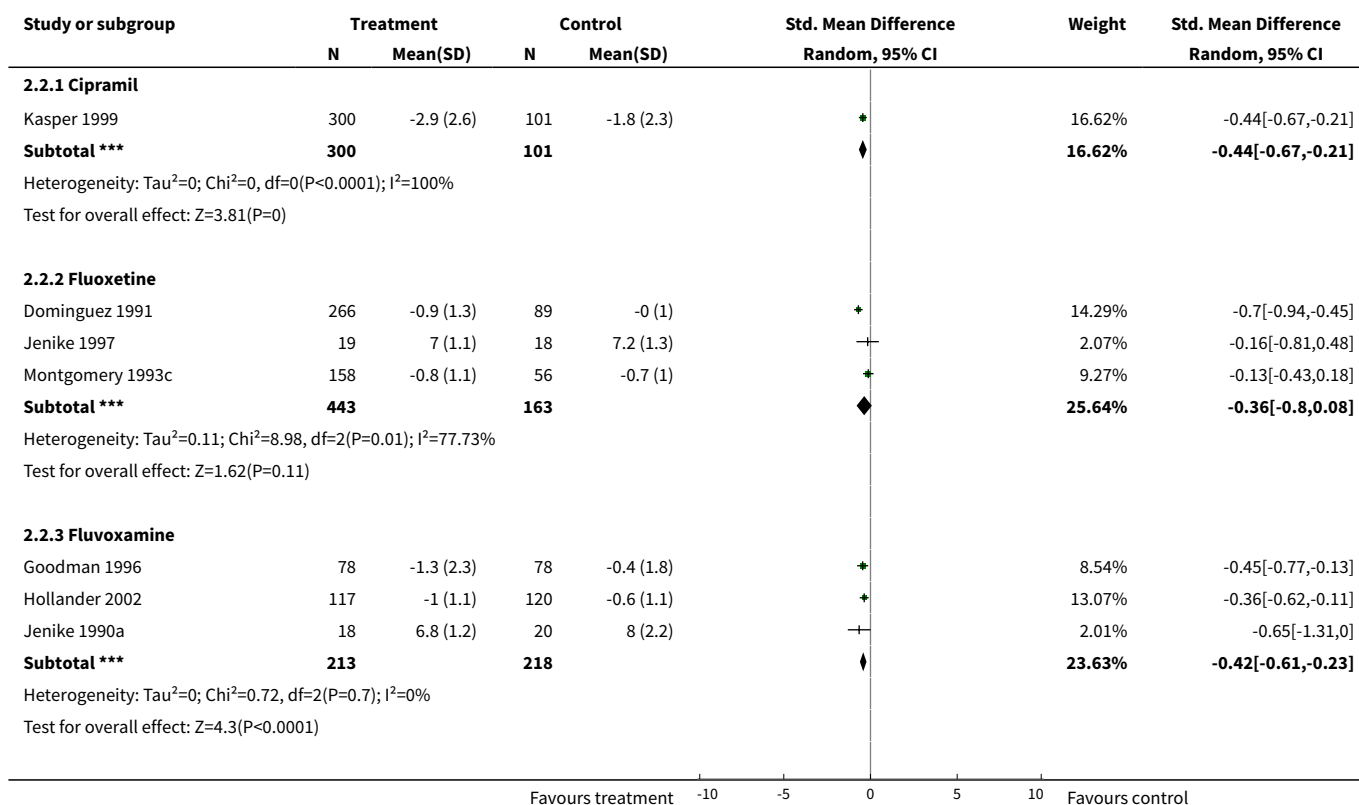 Study or subgroup Treatment Control Std. Mean Difference Weight Std. Mean Difference
N Mean(SD) N Mean(SD) Random, 95% CI Random, 95% CI
2.2.1 Cipramil
Kasper 1999 300 -2.9 (2.6) 101 -1.8 (2.3) 16.62% -0.44[-0.67,-0.21]
Subtotal *** 300 101 16.62% -0.44[-0.67,-0.21]
Heterogeneity: Tau²=0; Chi²=0, df=0(P<0.0001); I²=100%
Test for overall effect: Z=3.81(P=0)
2.2.2 Fluoxetine
Dominguez 1991 266 -0.9 (1.3) 89 -0 (1) 14.29% -0.7[-0.94,-0.45]
Jenike 1997 19 7 (1.1) 18 7.2 (1.3) 2.07% -0.16[-0.81,0.48]
Montgomery 1993c 158 -0.8 (1.1) 56 -0.7 (1) 9.27% -0.13[-0.43,0.18]
Subtotal *** 443 163 25.64% -0.36[-0.8,0.08]
Heterogeneity: Tau²=0.11; Chi²=8.98, df=2(P=0.01); I²=77.73%
Test for overall effect: Z=1.62(P=0.11)
2.2.3 Fluvoxamine
Goodman 1996 78 -1.3 (2.3) 78 -0.4 (1.8) 8.54% -0.45[-0.77,-0.13]
Hollander 2002 117 -1 (1.1) 120 -0.6 (1.1) 13.07% -0.36[-0.62,-0.11]
Jenike 1990a 18 6.8 (1.2) 20 8 (2.2) 2.01% -0.65[-1.31,0]
Subtotal *** 213 218 23.63% -0.42[-0.61,-0.23]
Heterogeneity: Tau²=0; Chi²=0.72, df=2(P=0.7); I²=0%
Test for overall effect: Z=4.3(P<0.0001)
Favours treatment -10 -5 0 5 10 Favours control